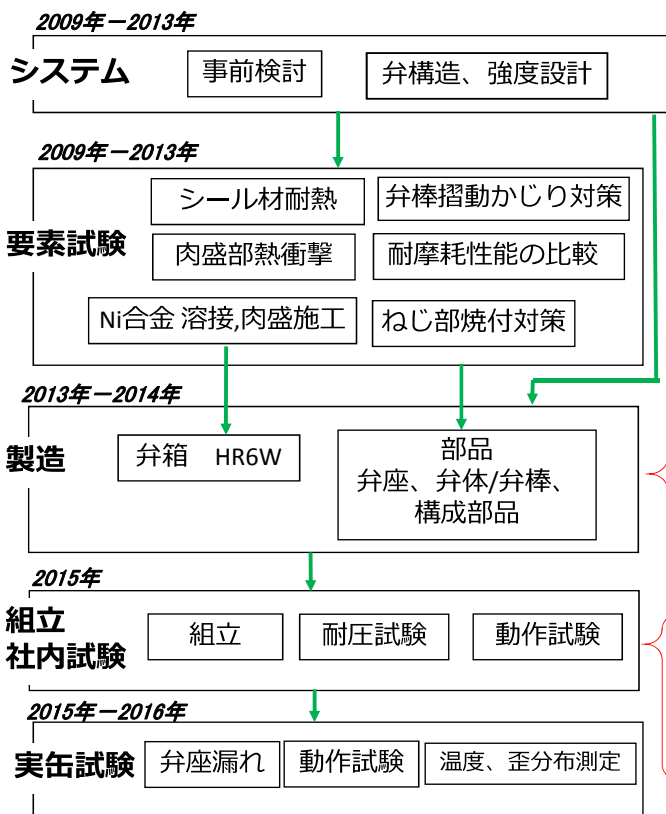 2009年－2013年
システム
事前検討
弁構造、強度設計
2009年－2013年
要素試験
シール材耐熱
弁棒摺動かじり対策
肉盛部熱衝撃
耐摩耗性能の比較
Ni合金 溶接,肉盛施工
ねじ部焼付対策
2013年－2014年
製造
弁箱　HR6W
部品
弁座、弁体/弁棒、
構成部品
2015年
組立
社内試験
組立
耐圧試験
動作試験
2015年－2016年
実缶試験
弁座漏れ
動作試験
温度、歪分布測定